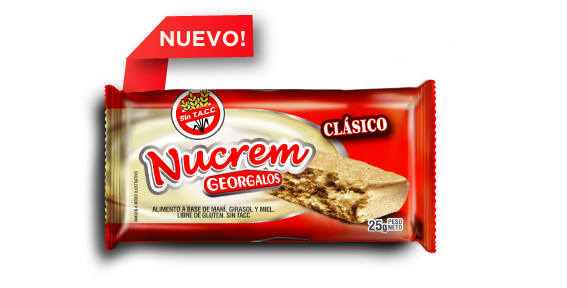 NUEVO!
Sin T.A.C.C.
CLÁSICO
Nucrem
GEORGALOS
ALIMENTO A BASE DE MANÍ, GIRASOL Y MIEL.
LIBRE DE GLUTEN. SIN TACC
25g PESO
NETO